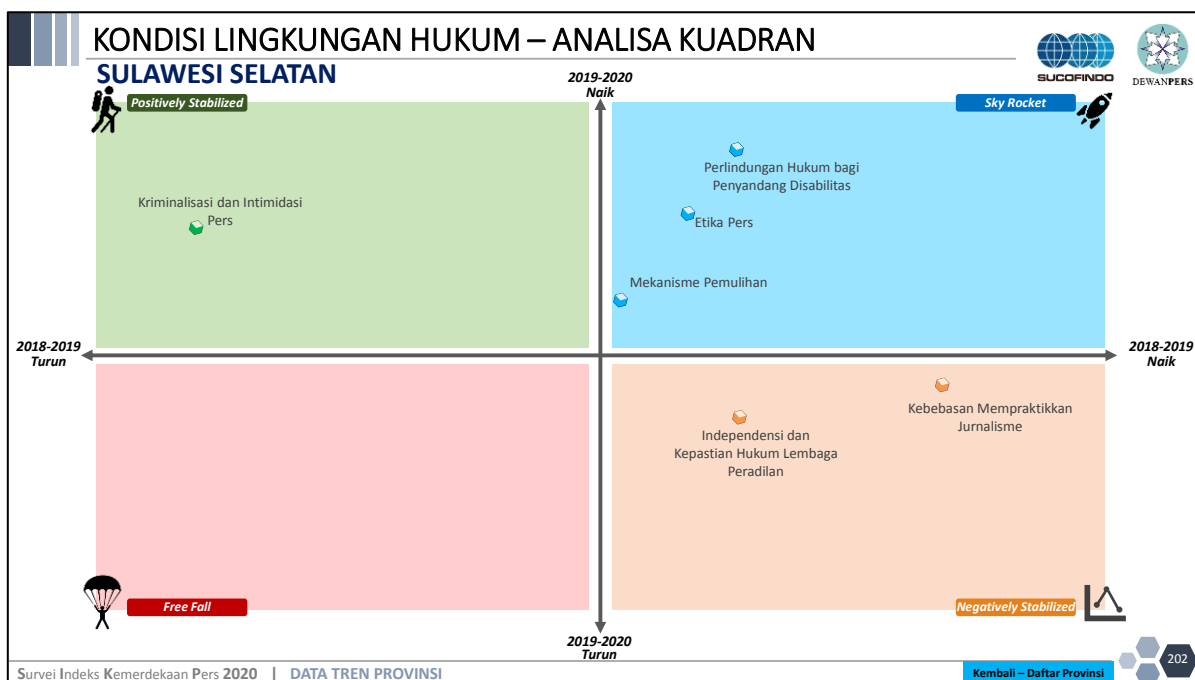 KONDISI LINGKUNGAN HUKUM – ANALISA KUADRAN
SULAWESI SELATAN
SUCOFINDO
DEWANPERS
2019-2020
Naik
Positively Stabilized
Sky Rocket
Perlindungan Hukum bagi
Penyandang Disabilitas
Kriminalisasi dan Intimidasi
Pers
Etika Pers
Mekanisme Pemulihan
2018-2019
Turun
2018-2019
Naik
Kebebasan Mempraktikkan
Jurnalisme
Independensi dan
Kepastian Hukum Lembaga
Peradilan
Free Fall
Negatively Stabilized
2019-2020
Turun
Survei Indeks Kemerdekaan Pers 2020 | DATA TREN PROVINSI
Kembali – Daftar Provinsi
202